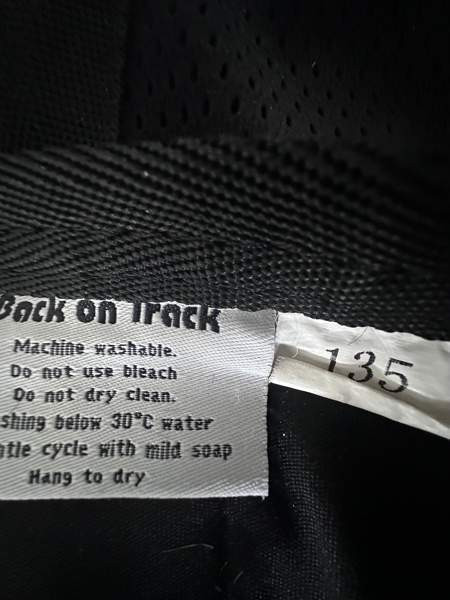 Back on Track
Machine washable.
Do not use bleach
Do not dry clean.
shing below 30°C water
ntle cycle with mild soap
Hang to dry
135